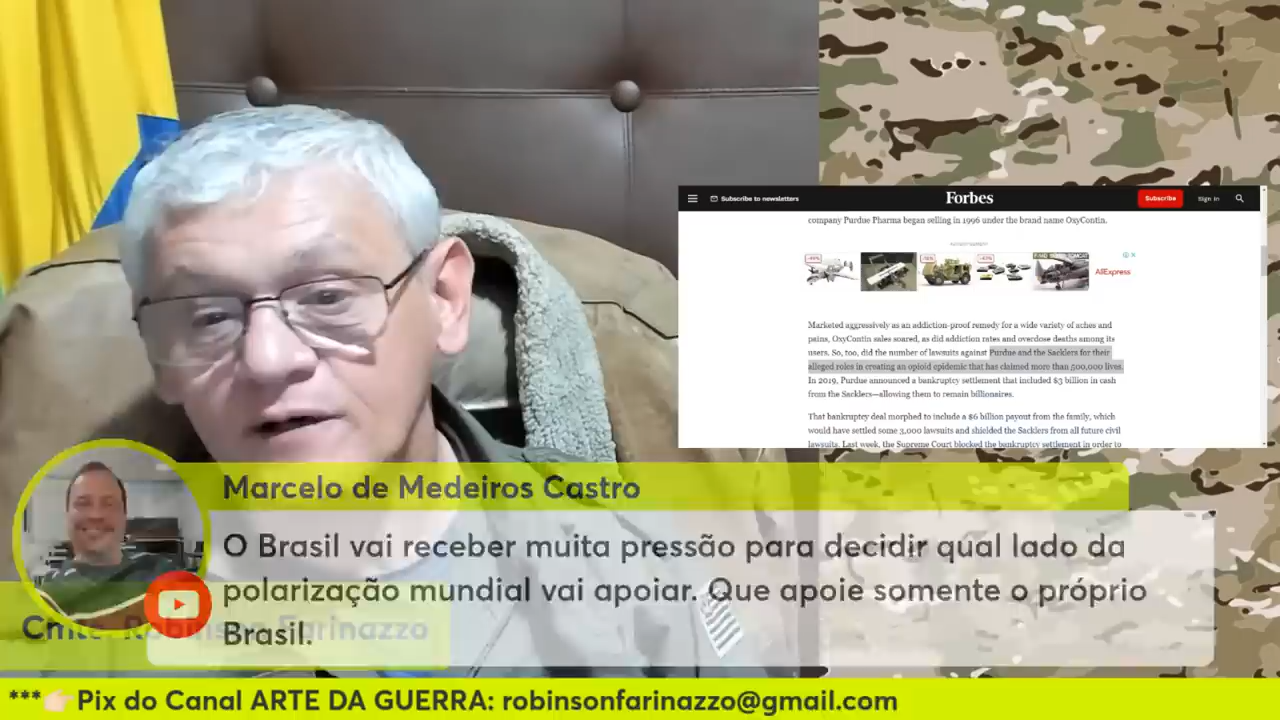 Subscribe to newsletters
Forbes
Subscribe
Sign In
company Purdue Pharma began selling in 1996 under the brand name OxyContin.
ADVERTISEMENT
F-14D SUPER TOMCAT
AliExpress
Marketed aggressively as an addiction-proof remedy for a wide variety of aches and
pains, OxyContin sales soared, as did addiction rates and overdose deaths among its
users. So, too, did the number of lawsuits against Purdue and the Sacklers for their
alleged roles in creating an opioid epidemic that has claimed more than 500,000 lives.
In 2019, Purdue announced a bankruptcy settlement that included $3 billion in cash
from the Sacklers—allowing them to remain billionaires.
That bankruptcy deal morphed to include a $6 billion payout from the family, which
would have settled some 3,000 lawsuits and shielded the Sacklers from all future civil
lawsuits. Last week, the Supreme Court blocked the bankruptcy settlement in order to
Marcelo de Medeiros Castro
O Brasil vai receber muita pressão para decidir qual lado da
polarização mundial vai apoiar. Que apoie somente o próprio
Brasil.
Cmte. Robinson Farinazzo
***👉🏻Pix do Canal ARTE DA GUERRA: robinsonfarinazzo@gmail.com